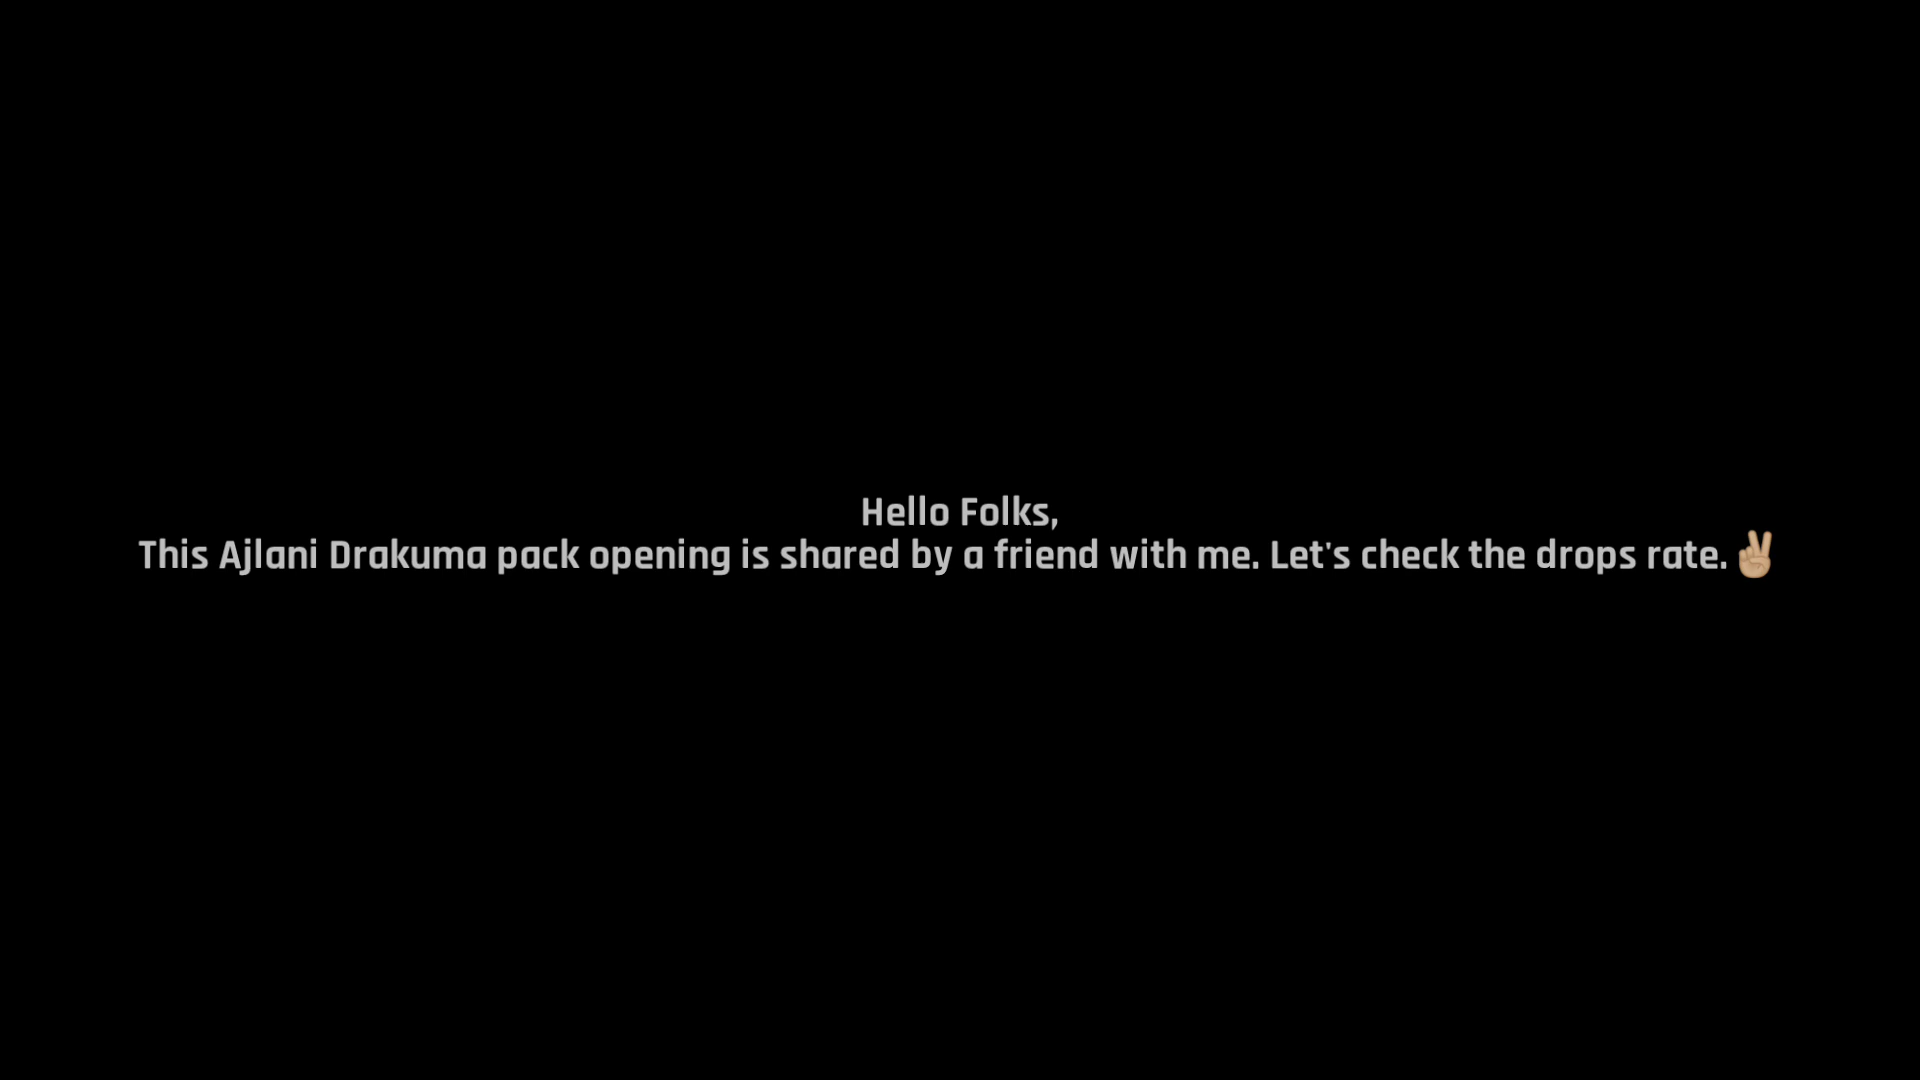 Hello Folks,
This Ajlani Drakuma pack opening is shared by a friend with me. Let's check the drops rate.✌🏼